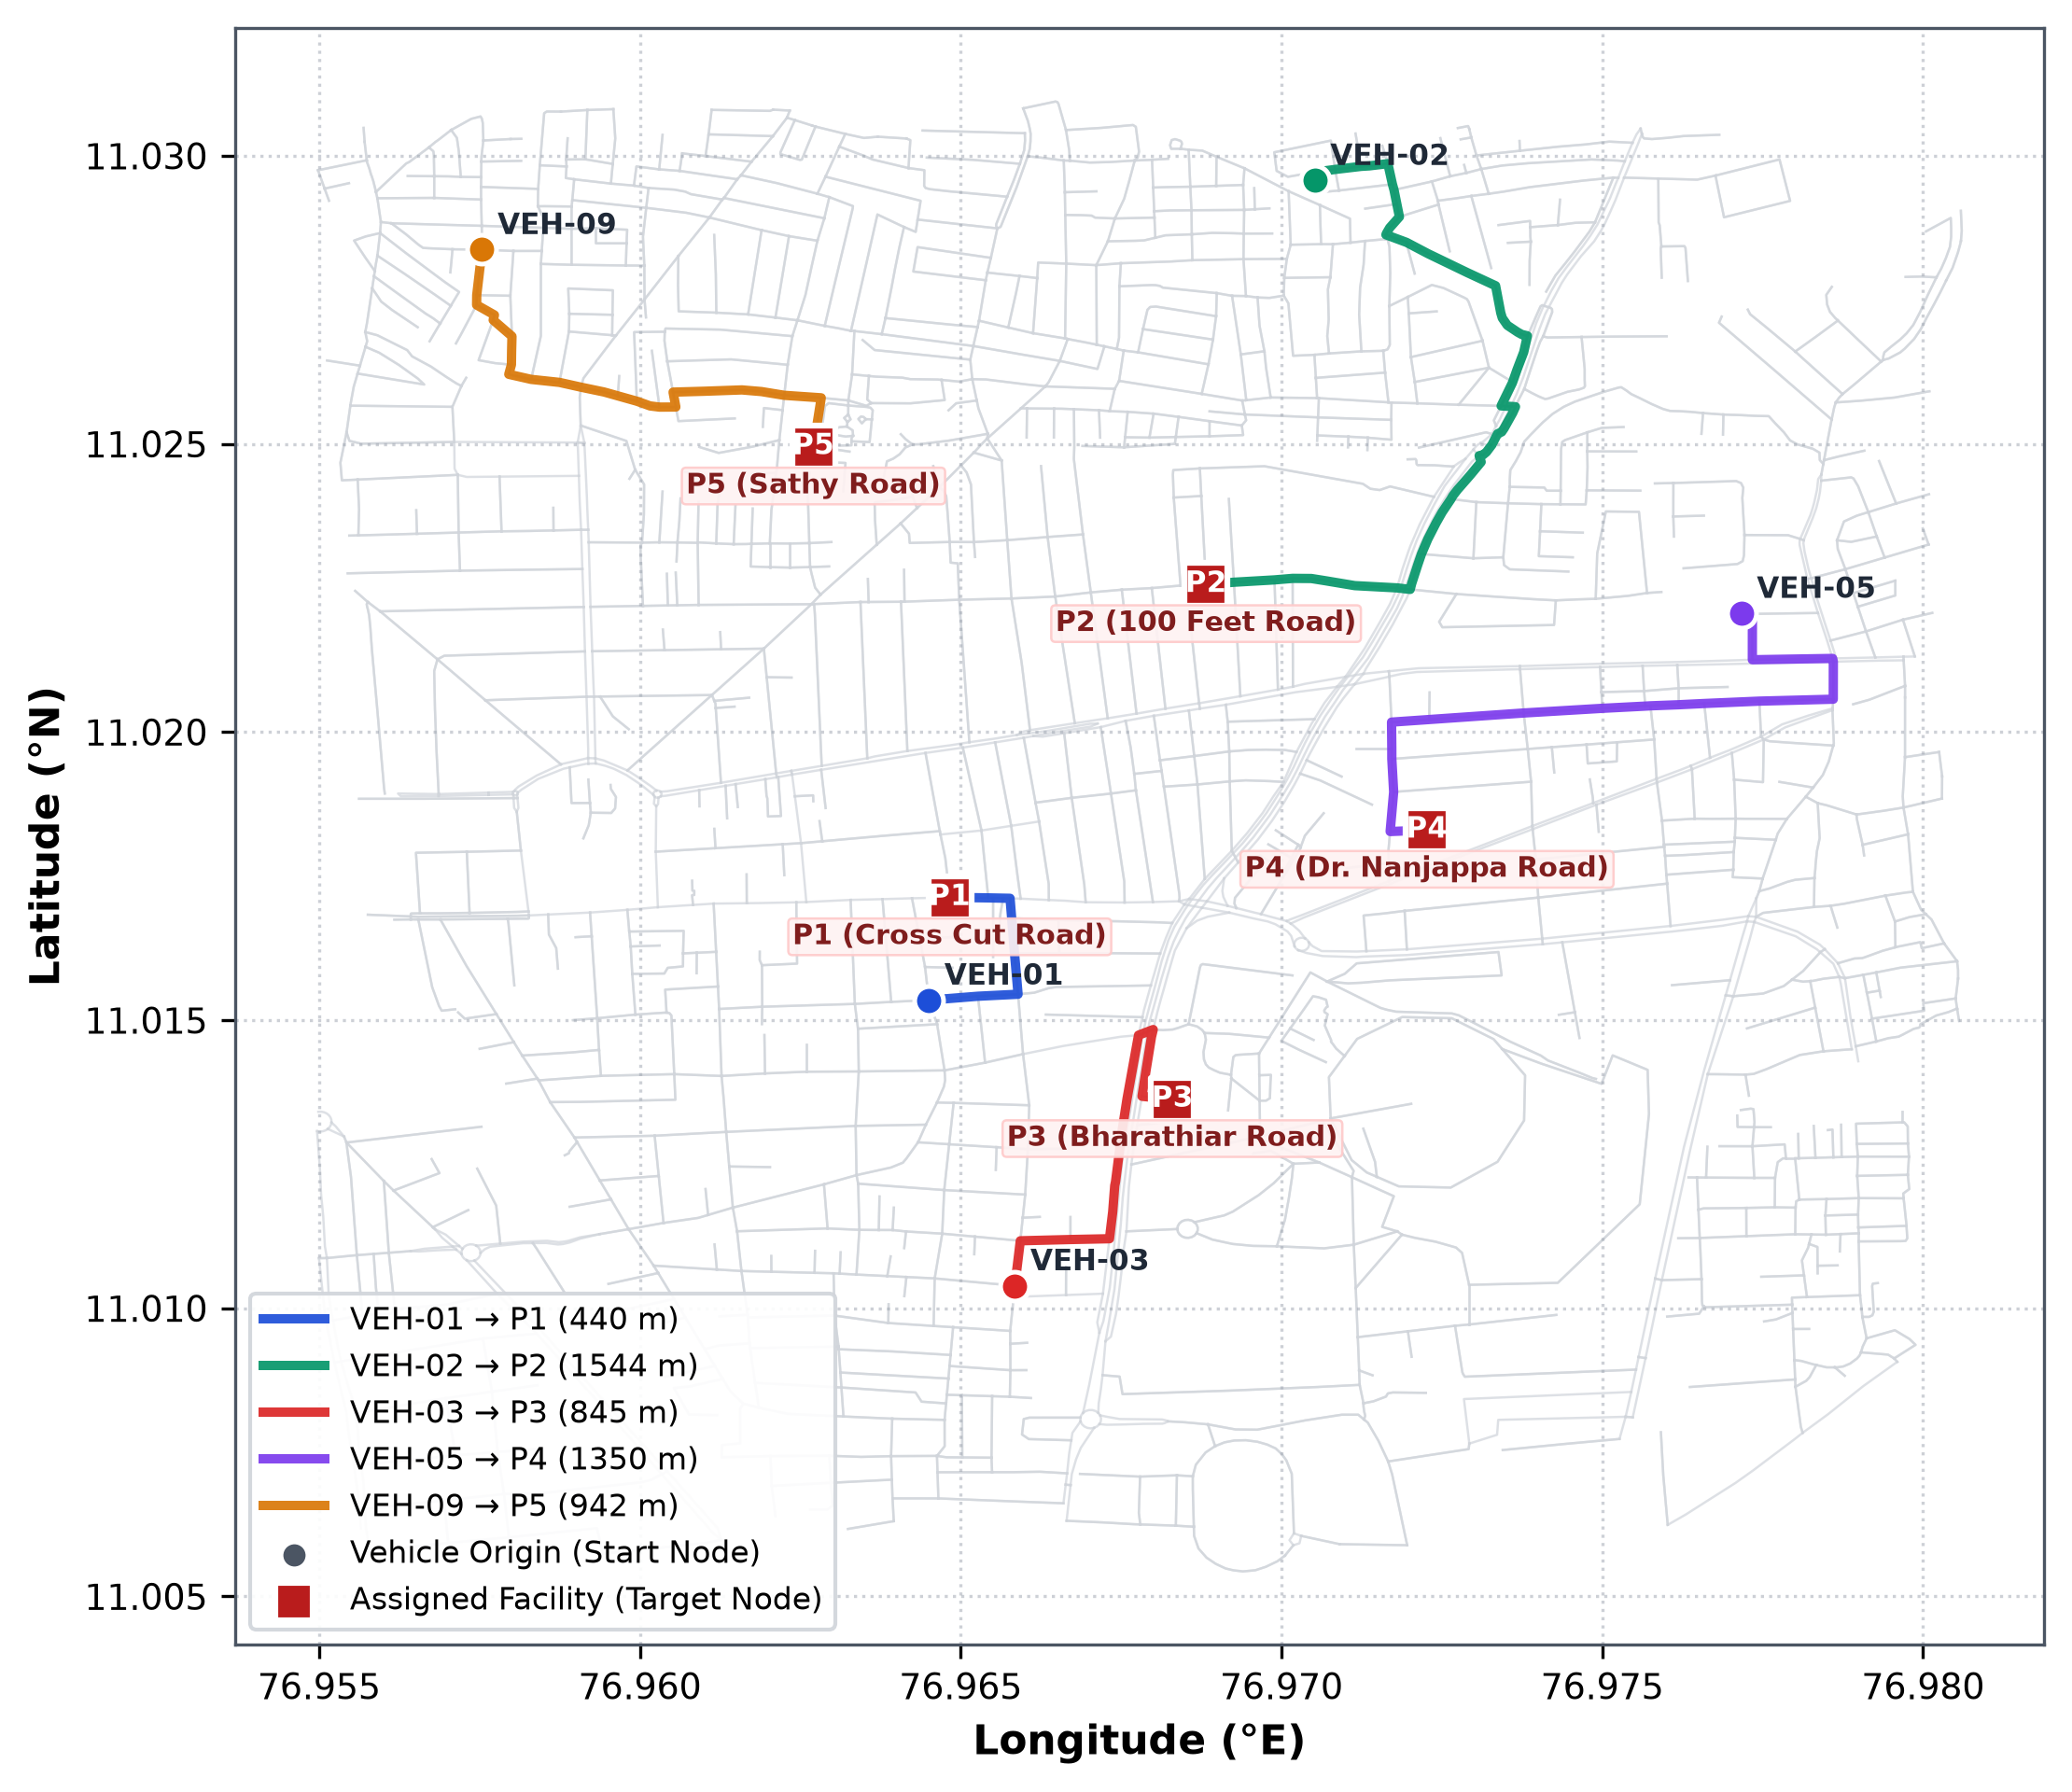 11.030
11.025
11.020
11.015
11.010
11.005
Latitude (°N)
VEH-02
VEH-09
P5
P5 (Sathy Road)
P2
P2 (100 Feet Road)
VEH-05
P4
P4 (Dr. Nanjappa Road)
P1
P1 (Cross Cut Road)
VEH-01
P3
P3 (Bharathiar Road)
VEH-03
VEH-01 → P1 (440 m)
VEH-02 → P2 (1544 m)
VEH-03 → P3 (845 m)
VEH-05 → P4 (1350 m)
VEH-09 → P5 (942 m)
Vehicle Origin (Start Node)
Assigned Facility (Target Node)
76.955
76.960
76.965
76.970
76.975
76.980
Longitude (°E)